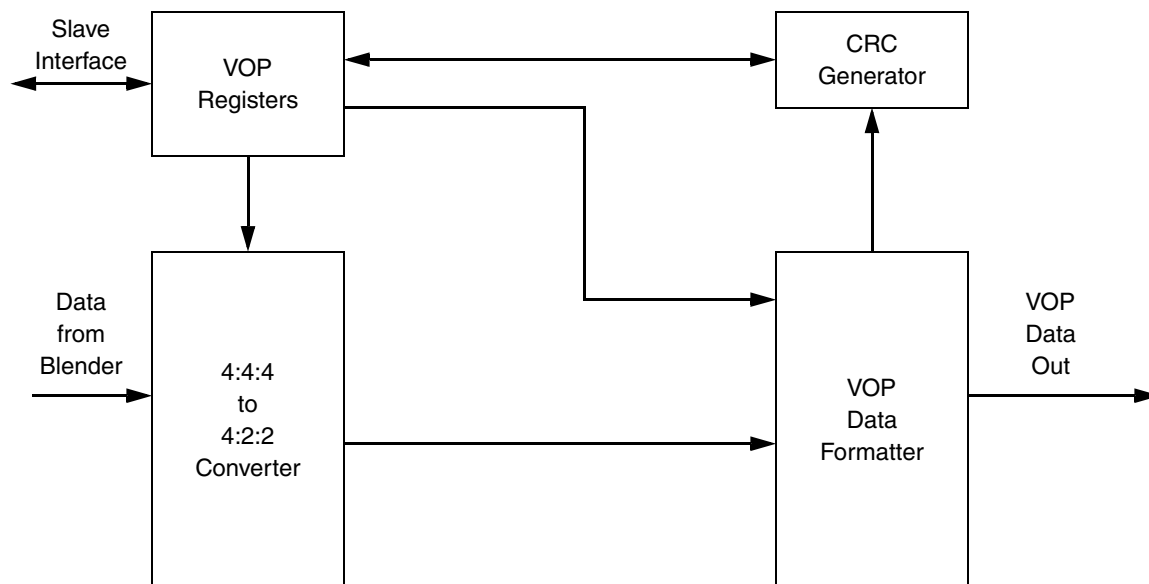 Slave
Interface
VOP
Registers
CRC
Generator
Data
from
Blender
4:4:4
to
4:2:2
Converter
VOP
Data
Formatter
VOP
Data
Out